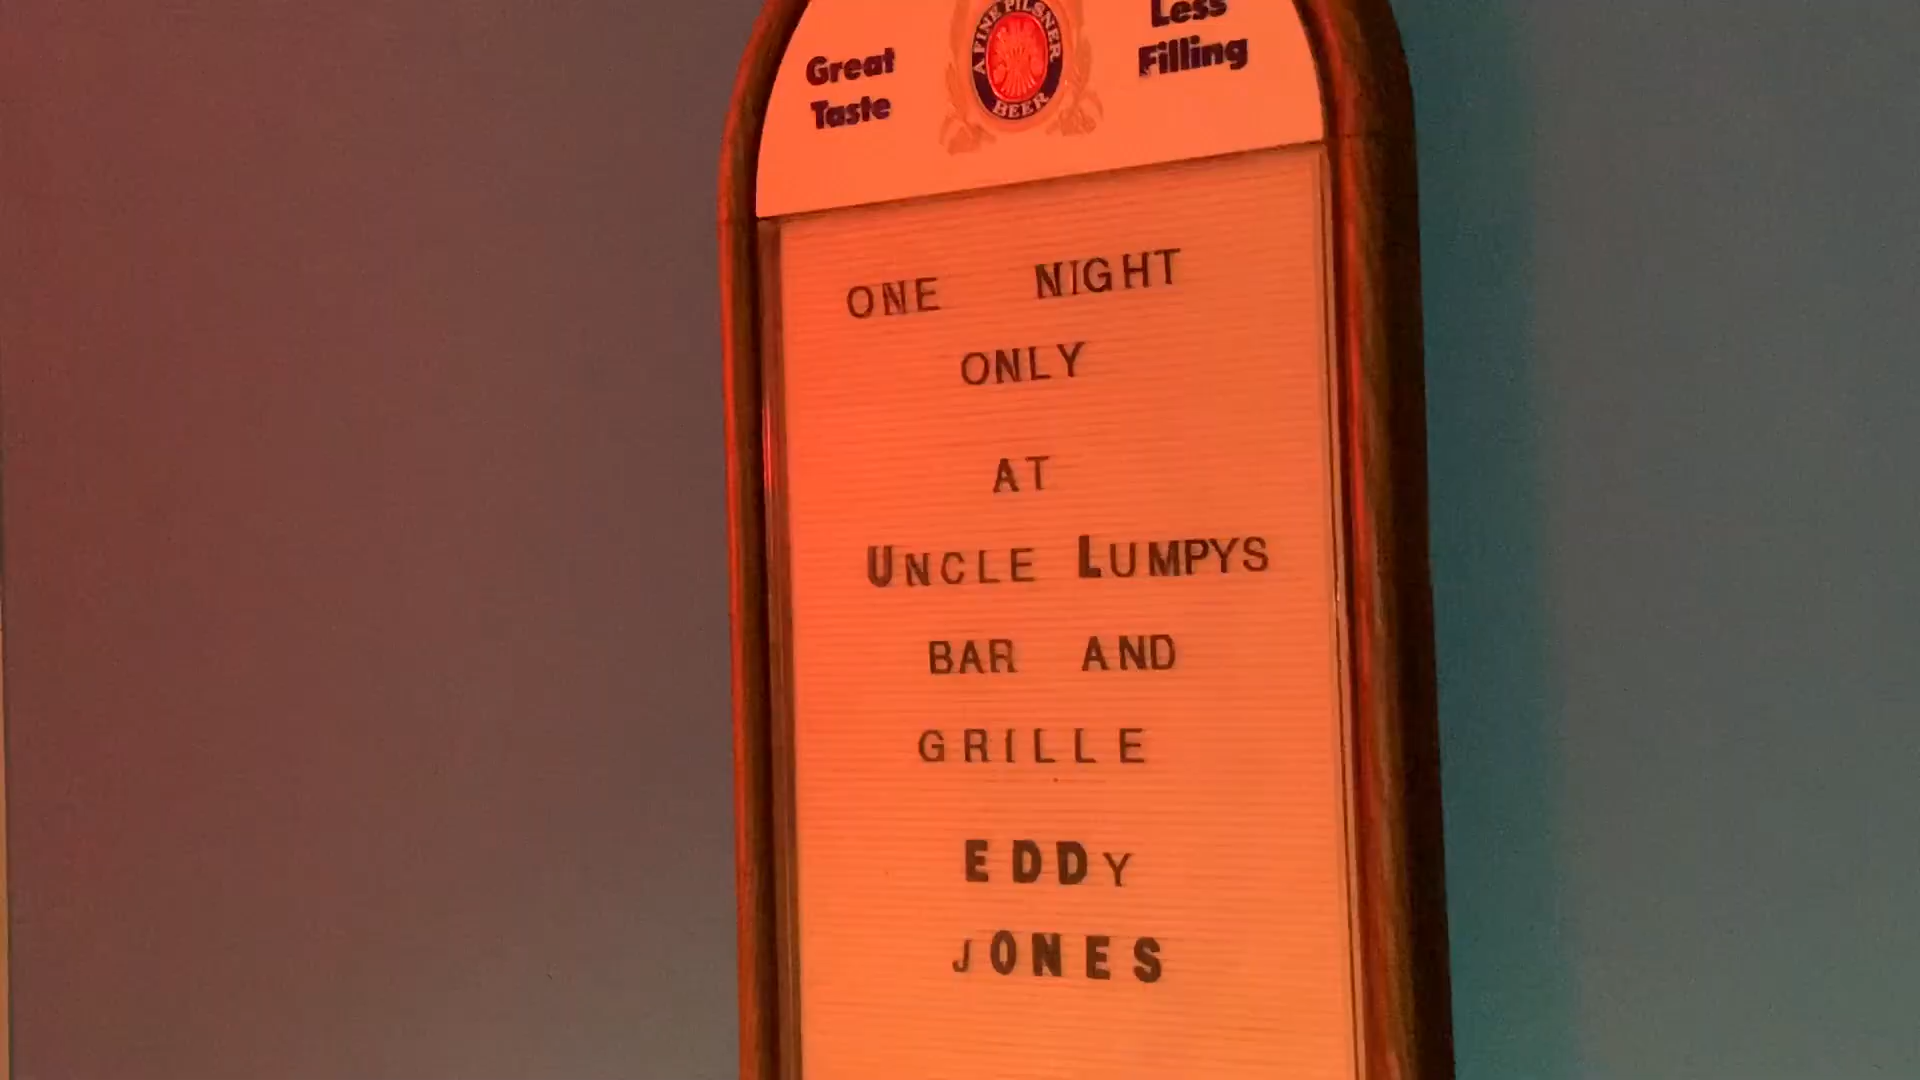 Great
Taste
A FINE PILSNER
BEER
Less
Filling
ONE NIGHT
ONLY
AT
UNCLE LUMPYS
BAR AND
GRILLE
EDDY
JONES